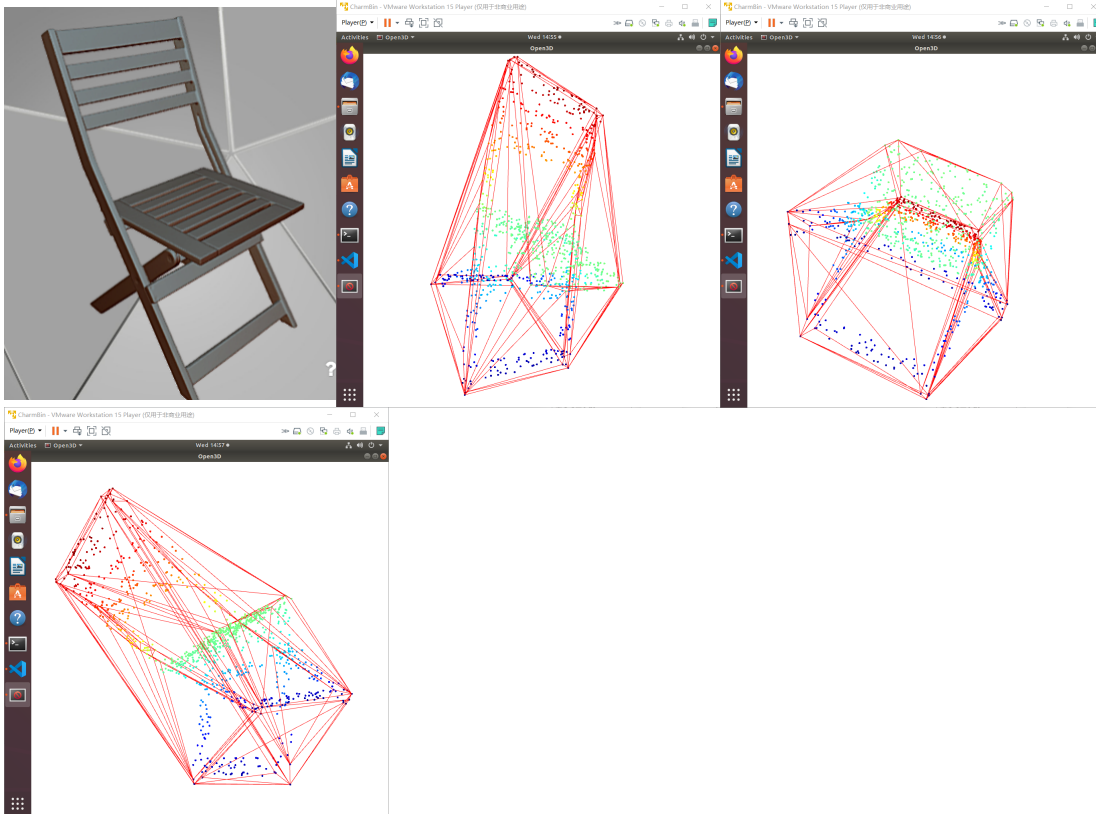 CharmBin - VMware Workstation 15 Player (仅用于非商业用途)
Player(P)
Activities
Open3D
Wed 14:55
Open3D
CharmBin - VMware Workstation 15 Player (仅用于非商业用途)
Player(P)
Activities
Open3D
Wed 14:56
Open3D
?
CharmBin - VMware Workstation 15 Player (仅用于非商业用途)
Player(P)
Activities
Open3D
Wed 14:57
Open3D